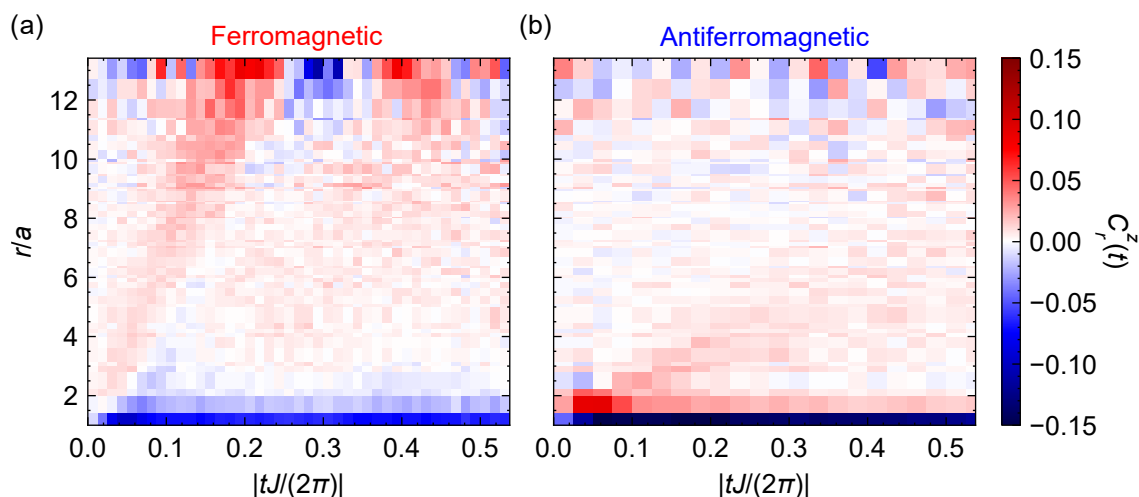 (a)
Ferromagnetic
(b)
Antiferromagnetic
12
10
8
6
4
2
r/a
0.0 0.1 0.2 0.3 0.4 0.5
|tJ/(2π)|
0.0 0.1 0.2 0.3 0.4 0.5
|tJ/(2π)|
0.15
0.10
0.05
0.00
−0.05
−0.10
−0.15
C_r^z(t)